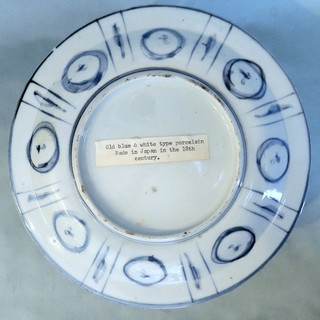 Old blue & white type porcelain
Made in Japan in the 18th
century.